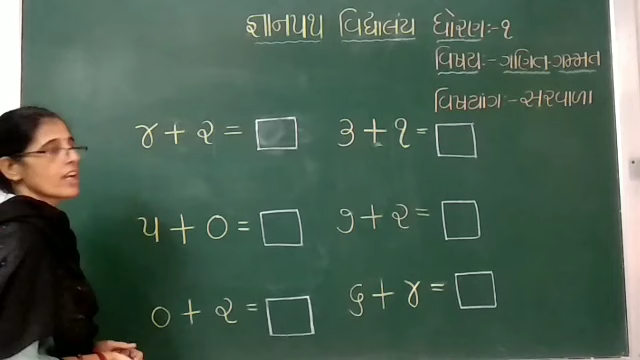 જ્ઞાનપથ વિદ્યાલય ધોરણ:-૧
વિષય:- ગણિત-ગમ્મત
વિષયાંગ:- સરવાળા
૪ + ૨ = 
૩ + ૧ = 
૫ + ૦ = 
૭ + ૨ = 
૦ + ૨ = 
૬ + ૪ =